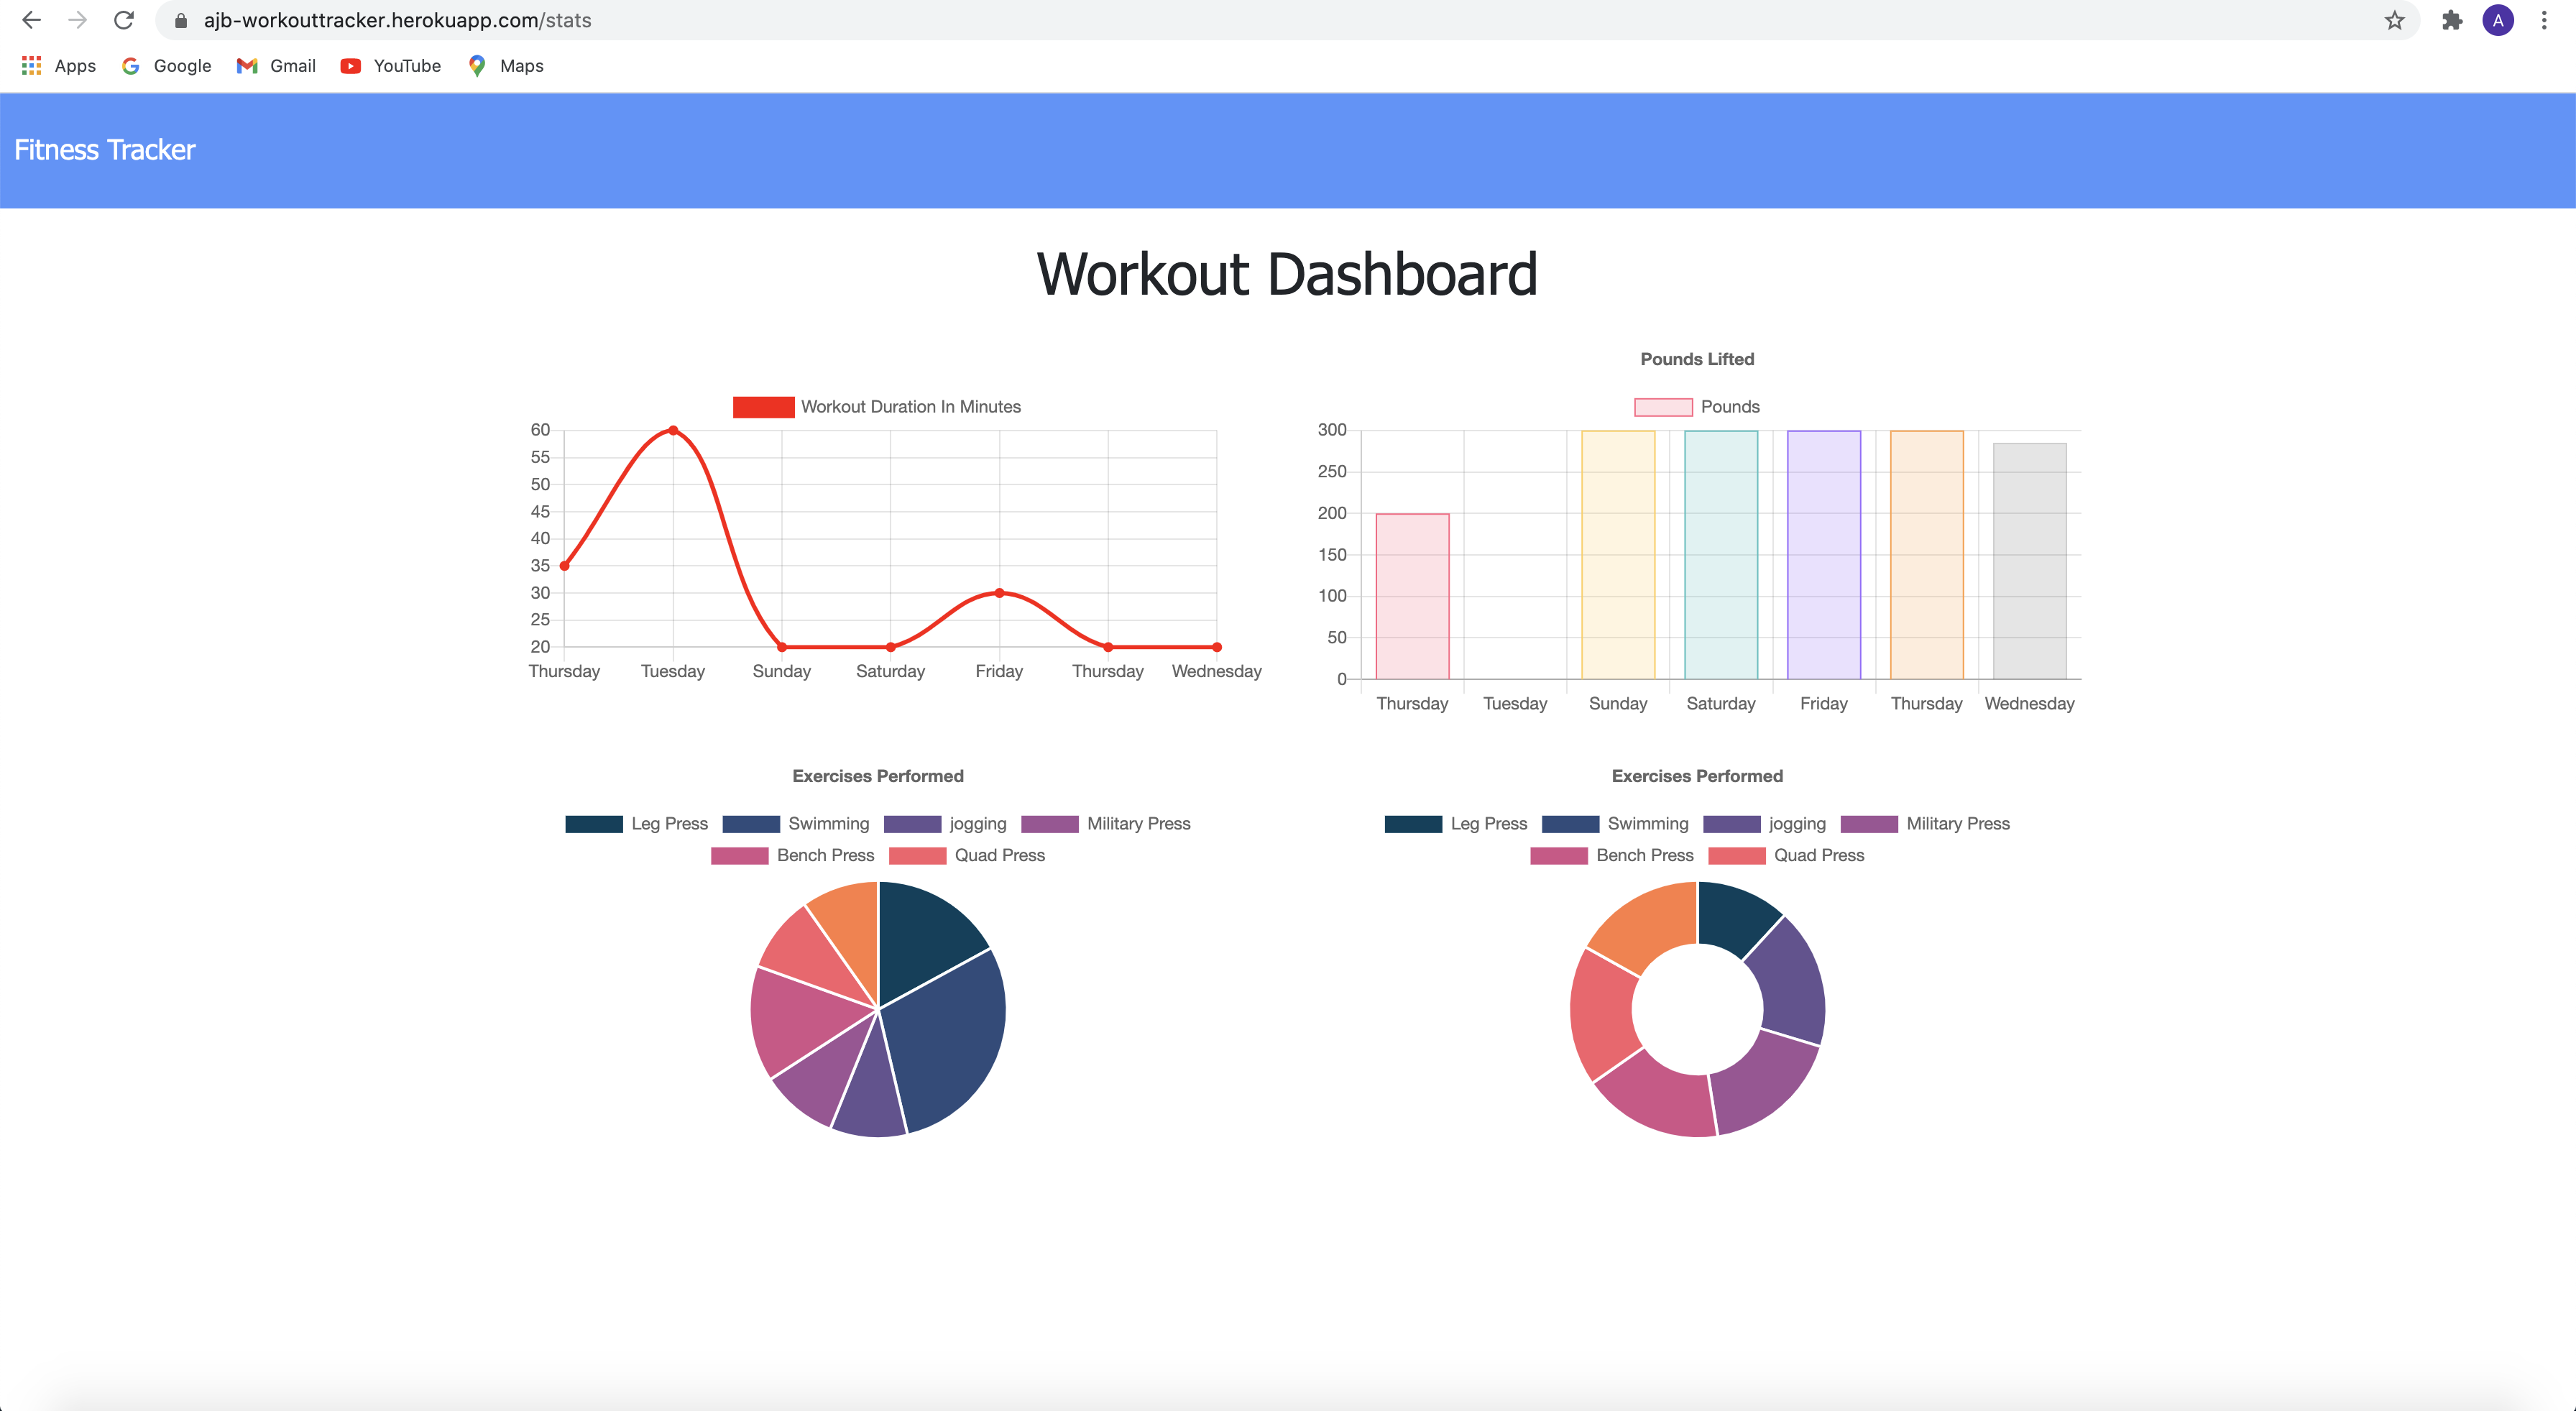 ajb-workouttracker.herokuapp.com/stats
A
Apps Google Gmail YouTube Maps
Fitness Tracker
Workout Dashboard
Workout Duration In Minutes
60
55
50
45
40
35
30
25
20
Thursday Tuesday Sunday Saturday Friday Thursday Wednesday
Pounds Lifted
Pounds
300
250
200
150
100
50
0
Thursday Tuesday Sunday Saturday Friday Thursday Wednesday
Exercises Performed
Leg Press Swimming jogging Military Press
Bench Press Quad Press
Exercises Performed
Leg Press Swimming jogging Military Press
Bench Press Quad Press